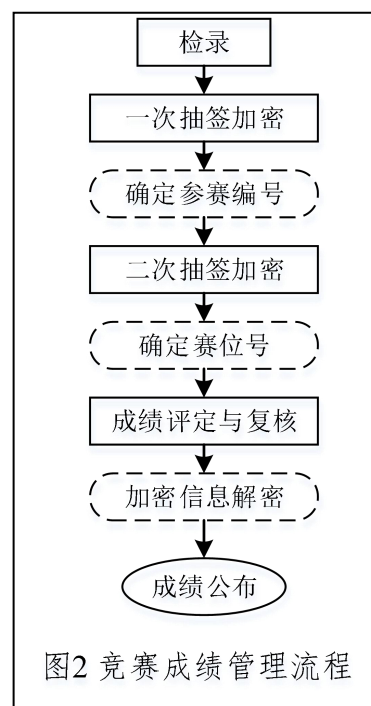 检录
一次抽签加密
确定参赛编号
二次抽签加密
确定赛位号
成绩评定与复核
加密信息解密
成绩公布
图2 竞赛成绩管理流程